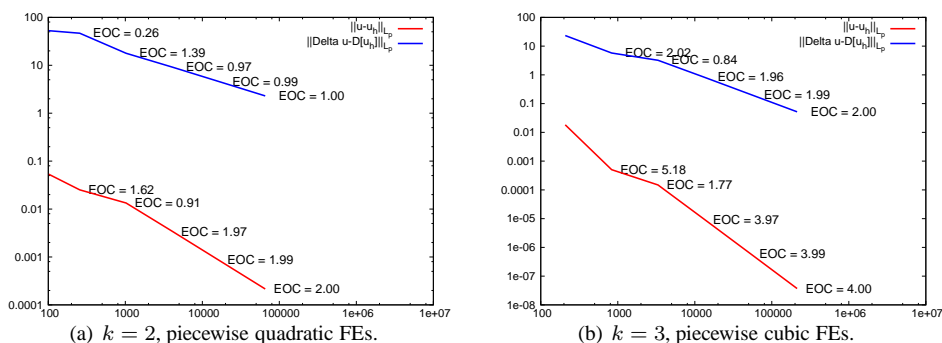 100
10
1
0.1
0.01
0.001
0.0001
100
1000
10000
100000
1e+06
1e+07
||u-u_h||_{L_p}
||Delta u-D[u_h]||_{L_p}
EOC = 0.26
EOC = 1.39
EOC = 0.97
EOC = 0.99
EOC = 1.00
EOC = 1.62
EOC = 0.91
EOC = 1.97
EOC = 1.99
EOC = 2.00
(a) k = 2, piecewise quadratic FEs.
100
10
1
0.1
0.01
0.001
0.0001
1e-05
1e-06
1e-07
1e-08
100
1000
10000
100000
1e+06
1e+07
||u-u_h||_{L_p}
||Delta u-D[u_h]||_{L_p}
EOC = 2.02
EOC = 0.84
EOC = 1.96
EOC = 1.99
EOC = 2.00
EOC = 5.18
EOC = 1.77
EOC = 3.97
EOC = 3.99
EOC = 4.00
(b) k = 3, piecewise cubic FEs.